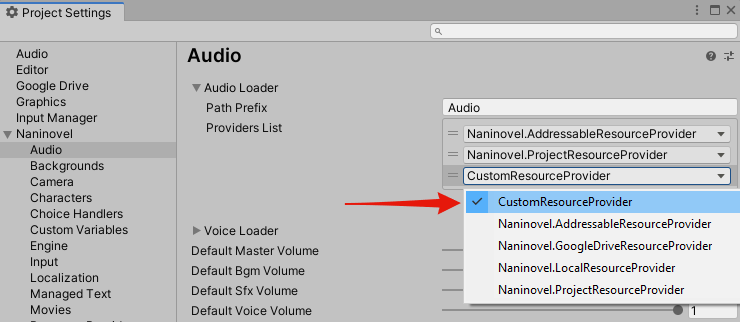 Project Settings
Audio
Editor
Google Drive
Graphics
Input Manager
Naninovel
Audio
Backgrounds
Camera
Characters
Choice Handlers
Custom Variables
Engine
Input
Localization
Managed Text
Movies
Audio
Audio Loader
Path Prefix
Audio
Providers List
Naninovel.AddressableResourceProvider
Naninovel.ProjectResourceProvider
CustomResourceProvider
CustomResourceProvider
Naninovel.AddressableResourceProvider
Naninovel.GoogleDriveResourceProvider
Naninovel.LocalResourceProvider
Naninovel.ProjectResourceProvider
Voice Loader
Default Master Volume
Default Bgm Volume
Default Sfx Volume
Default Voice Volume
1